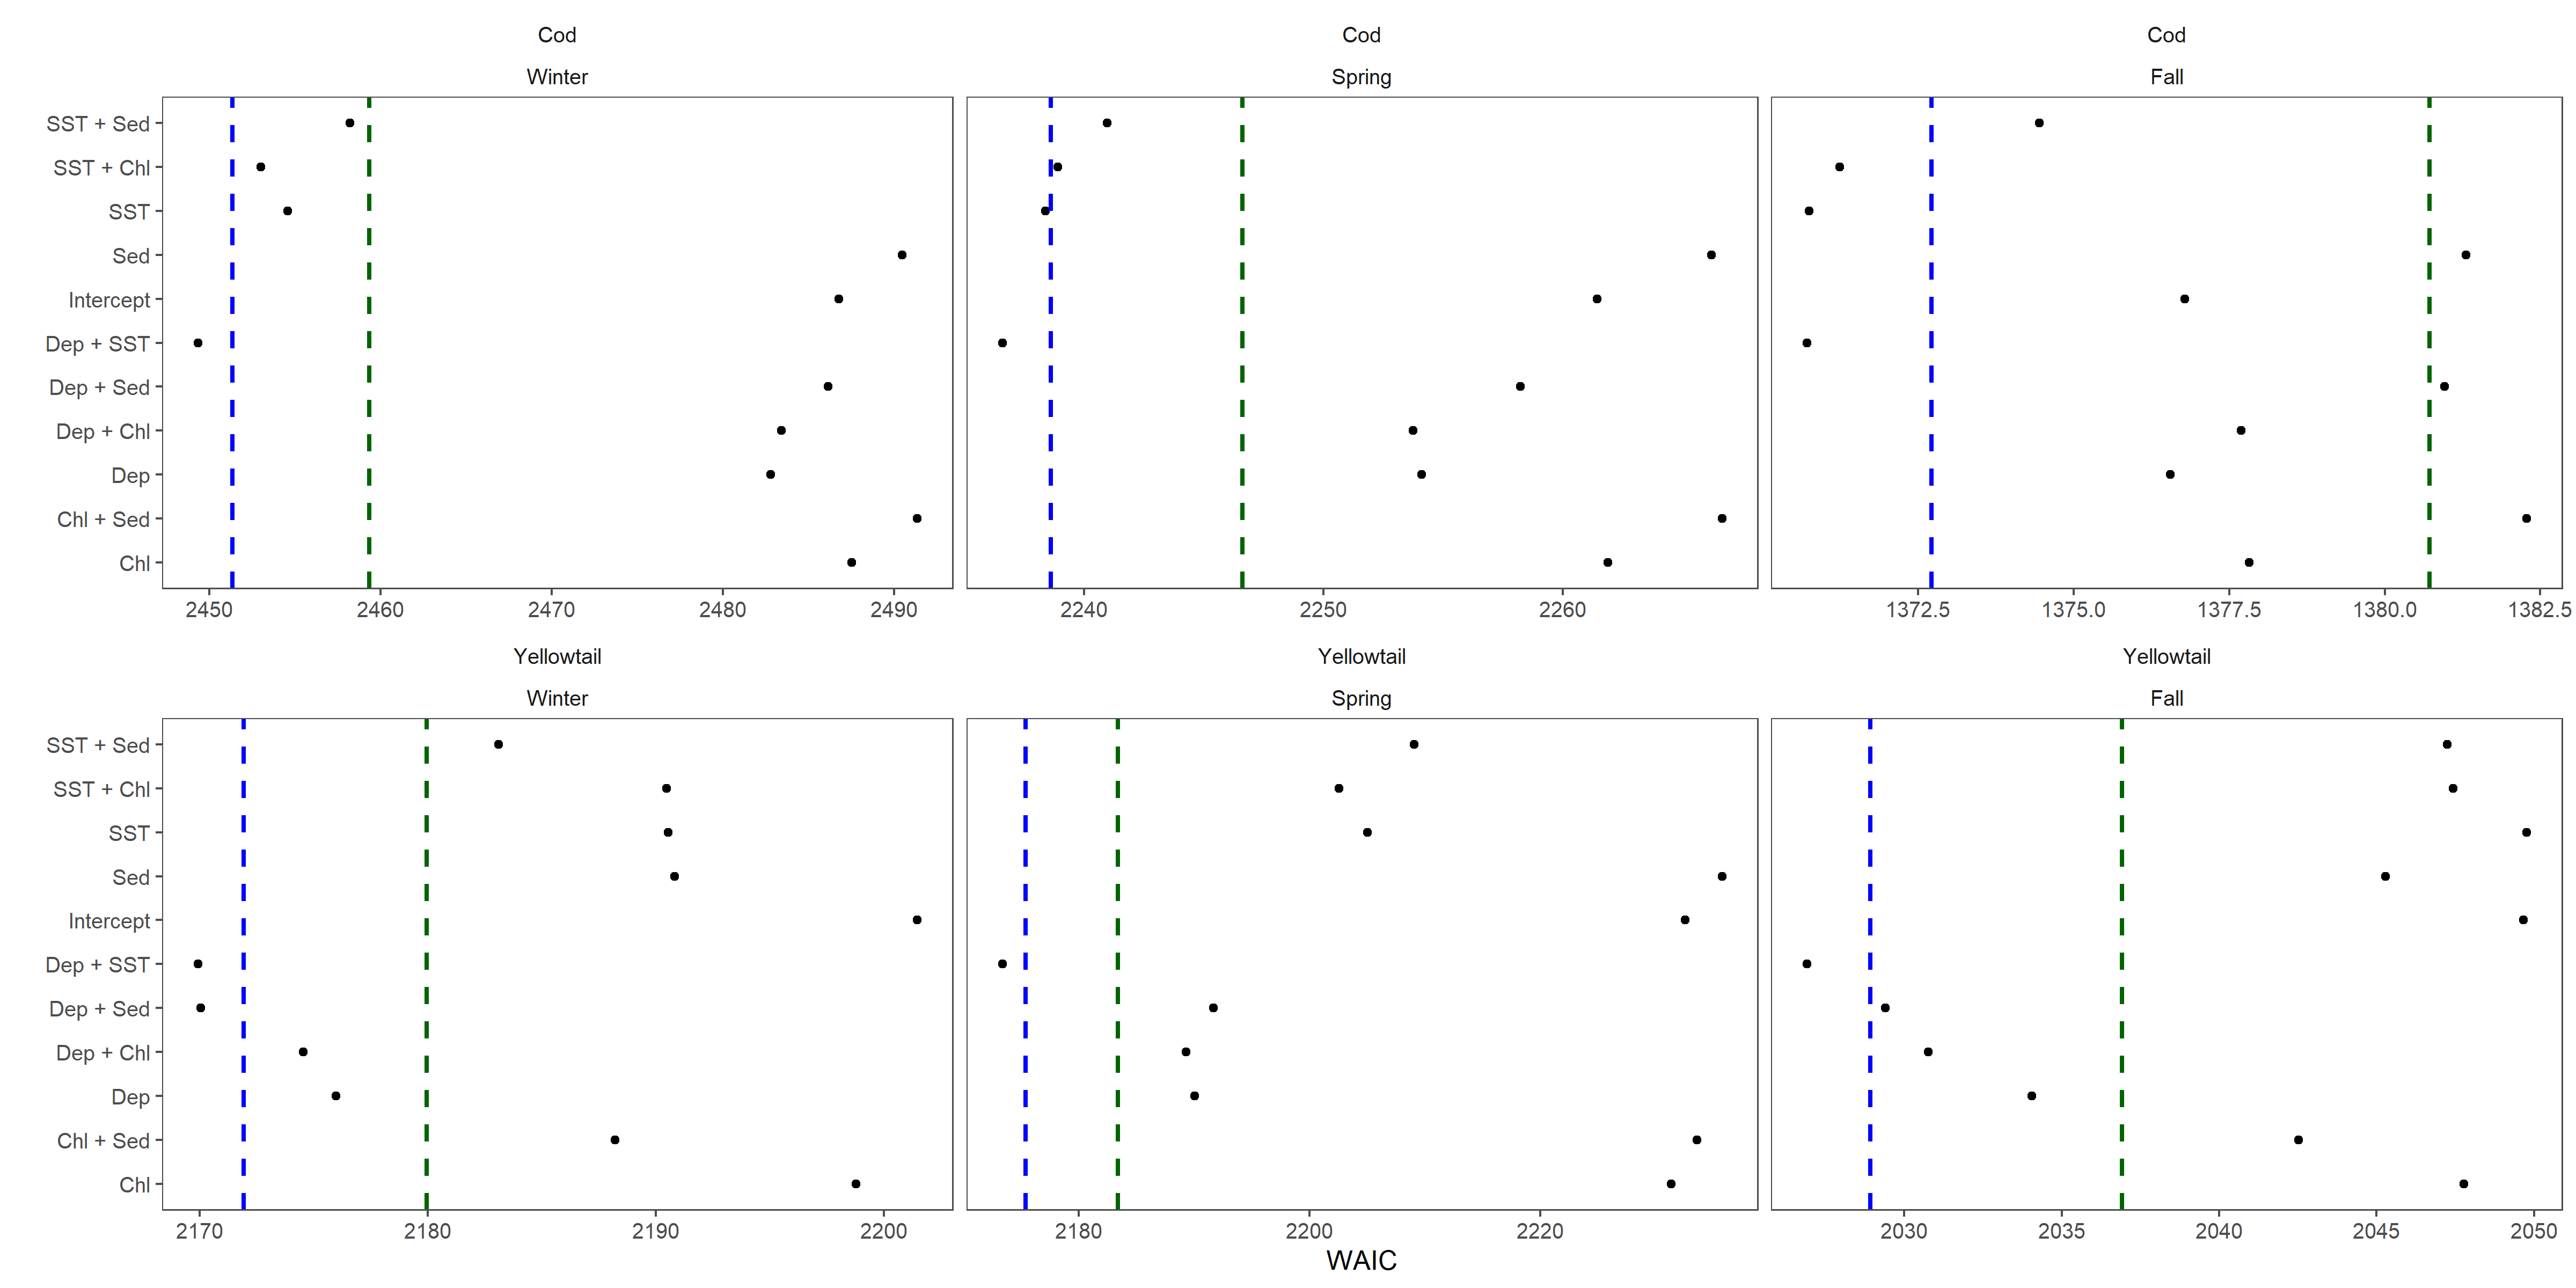 Cod Cod Cod
Winter Spring Fall
SST + Sed
SST + Chl
SST
Sed
Intercept
Dep + SST
Dep + Sed
Dep + Chl
Dep
Chl + Sed
Chl
2450 2460 2470 2480 2490 2240 2250 2260 1372.5 1375.0 1377.5 1380.0 1382.5
Yellowtail Yellowtail Yellowtail
Winter Spring Fall
SST + Sed
SST + Chl
SST
Sed
Intercept
Dep + SST
Dep + Sed
Dep + Chl
Dep
Chl + Sed
Chl
2170 2180 2190 2200 2180 2200 2220 2030 2035 2040 2045 2050
WAIC